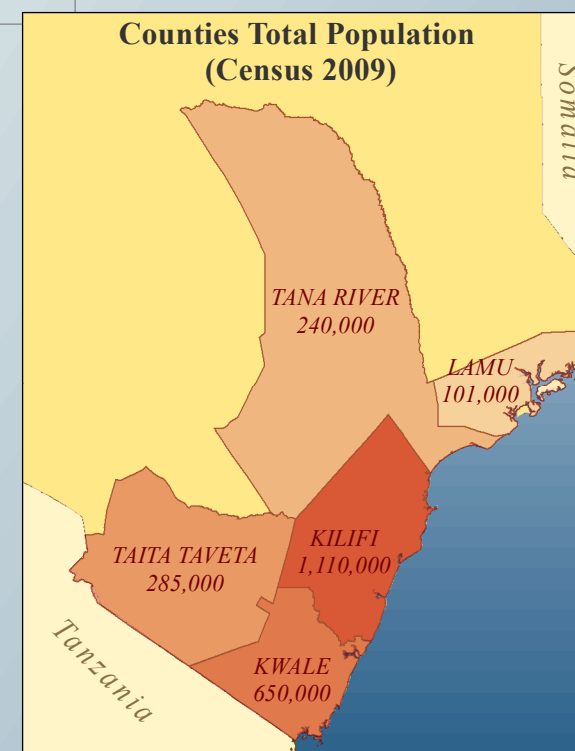 Counties Total Population
(Census 2009)
Somalia
TANA RIVER
240,000
LAMU
101,000
KILIFI
1,110,000
TAITA TAVETA
285,000
KWALE
650,000
Tanzania